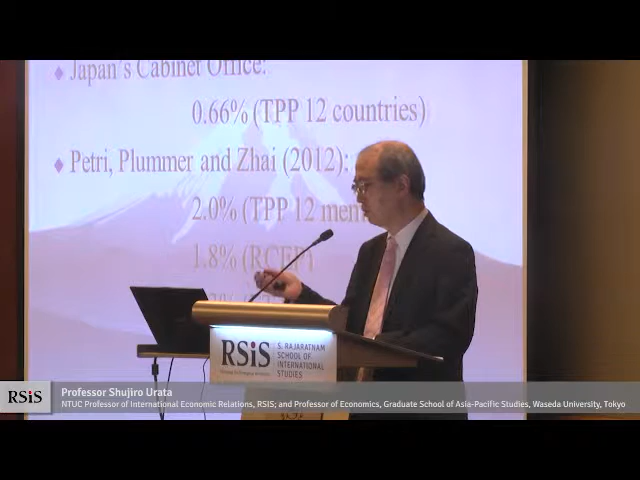 Japan's Cabinet Office:
0.66% (TPP 12 countries)
Petri, Plummer and Zhai (2012):
2.0% (TPP 12 mem
1.8% (RCEP)
RSiS
S. RAJARATNAM
SCHOOL OF
INTERNATIONAL
STUDIES
RSiS
Professor Shujiro Urata
NTUC Professor of International Economic Relations, RSIS; and Professor of Economics, Graduate School of Asia-Pacific Studies, Waseda University, Tokyo